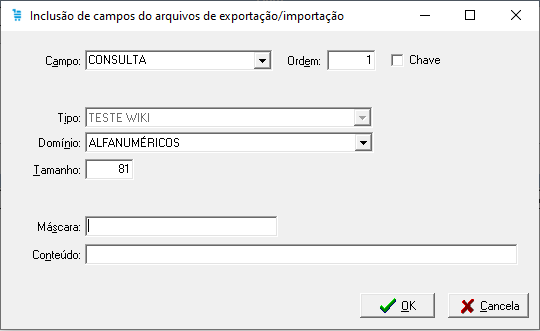 Inclusão de campos do arquivos de exportação/importação
Campo: CONSULTA Ordem: 1 Chave
Tipo: TESTE WIKI
Domínio: ALFANUMÉRICOS
Tamanho: 81
Máscara:
Conteúdo:
OK Cancela